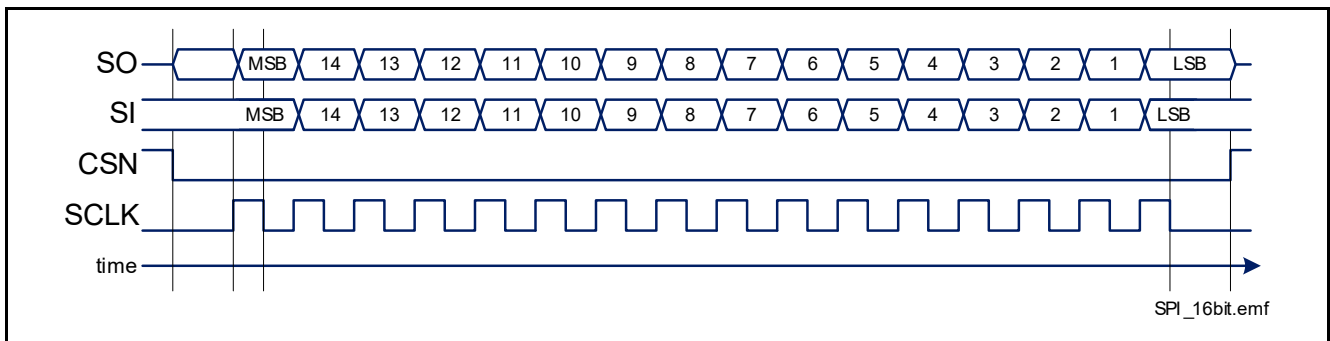 SO MSB 14 13 12 11 10 9 8 7 6 5 4 3 2 1 LSB
SI MSB 14 13 12 11 10 9 8 7 6 5 4 3 2 1 LSB
CSN
SCLK
time
SPI_16bit.emf